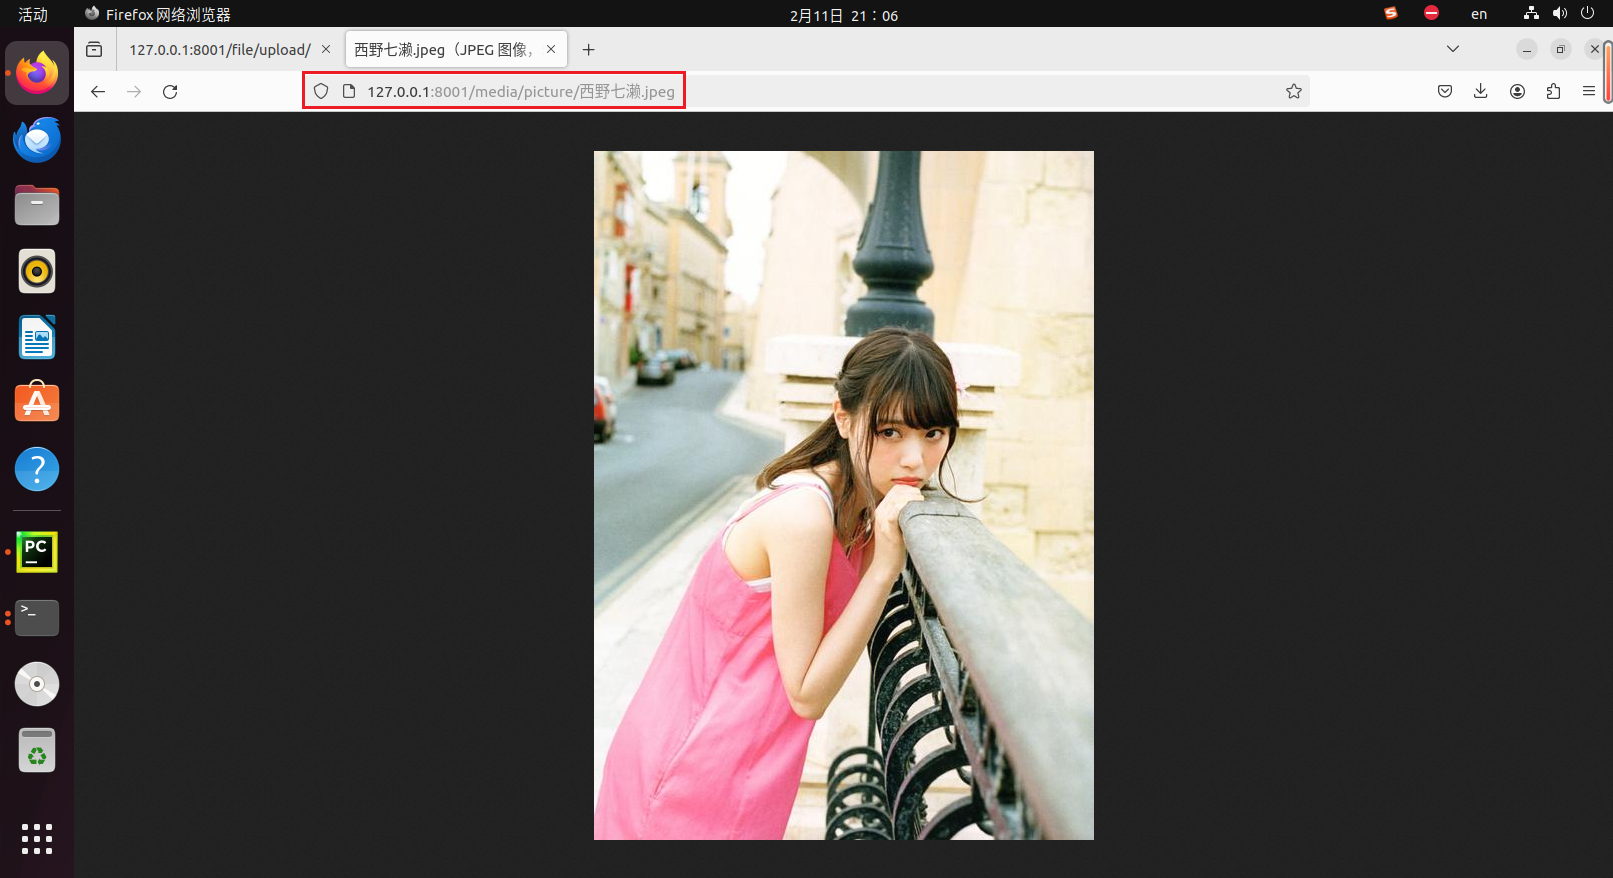 活动
Firefox 网络浏览器
2月11日 21：06
en
127.0.0.1:8001/file/upload/
西野七濑.jpeg（JPEG 图像，
127.0.0.1:8001/media/picture/西野七濑.jpeg
PC
>_